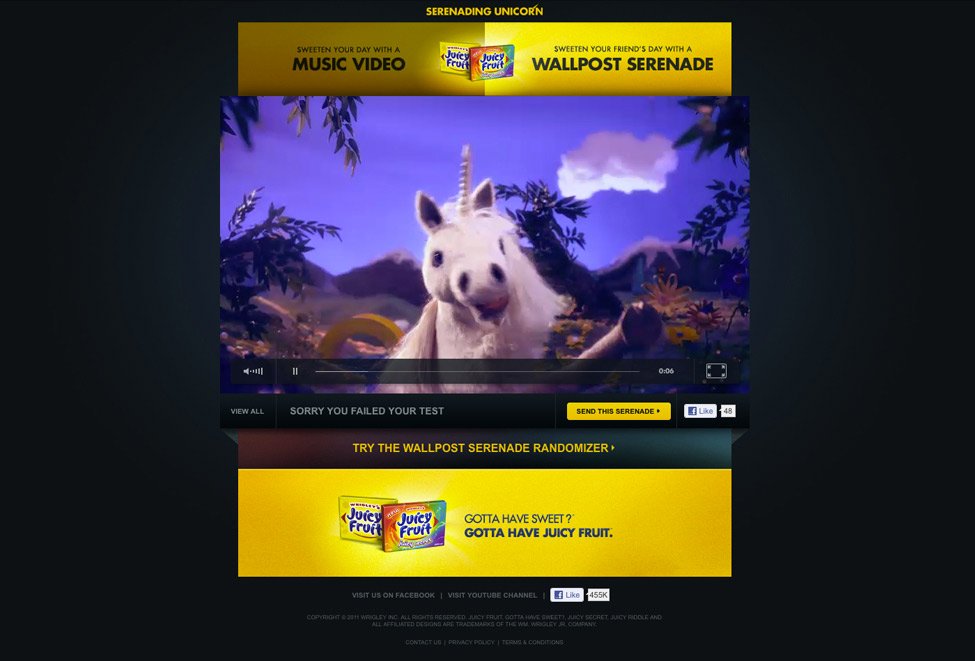 SERENADING UNICORN
SWEETEN YOUR DAY WITH A
MUSIC VIDEO
WRIGLEY'S
Juicy Fruit
Juicy Fruit
SWEETEN YOUR FRIEND'S DAY WITH A
WALLPOST SERENADE
0:06
VIEW ALL
SORRY YOU FAILED YOUR TEST
SEND THIS SERENADE
Like
48
TRY THE WALLPOST SERENADE RANDOMIZER
WRIGLEY'S
Juicy Fruit
Juicy Fruit
GOTTA HAVE SWEET?
GOTTA HAVE JUICY FRUIT.
VISIT US ON FACEBOOK | VISIT YOUTUBE CHANNEL | Like 455K
COPYRIGHT © 2011 WRIGLEY INC. ALL RIGHTS RESERVED. JUICY FRUIT, GOTTA HAVE SWEET?, JUICY SECRET, JUICY RIDDLE AND
ALL AFFILIATED DESIGNS ARE TRADEMARKS OF THE WM. WRIGLEY JR. COMPANY.
CONTACT US | PRIVACY POLICY | TERMS & CONDITIONS